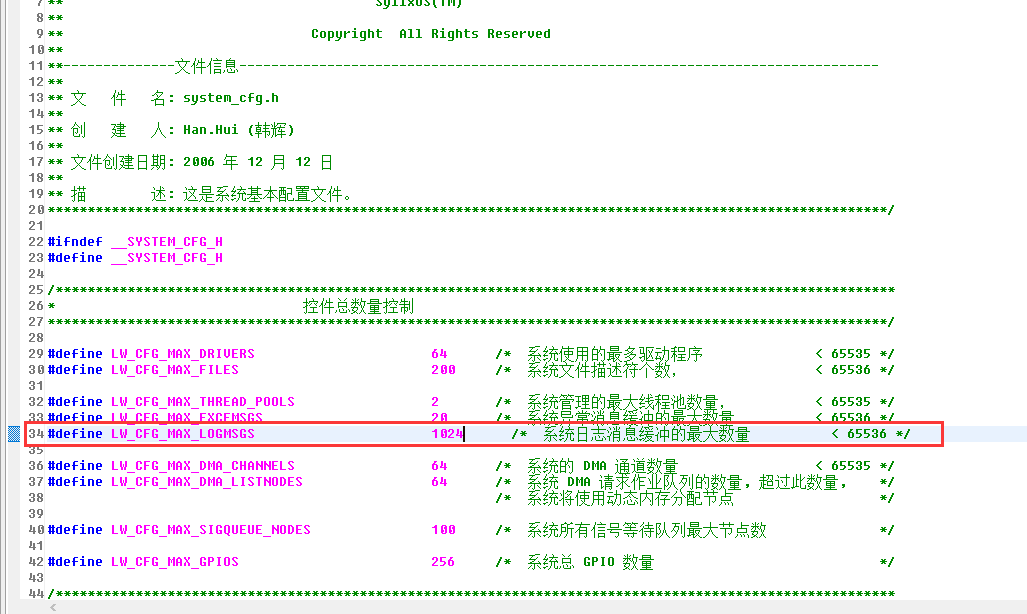 7 ** SylixOS(TM)
8 **
9 ** Copyright All Rights Reserved
10 **
11 **--------------文件信息--------------------------------------------------------------------------------
12 **
13 ** 文 件 名: system_cfg.h
14 **
15 ** 创 建 人: Han.Hui (韩辉)
16 **
17 ** 文件创建日期: 2006 年 12 月 12 日
18 **
19 ** 描 述: 这是系统基本配置文件。
20 *********************************************************************************************************/
21
22 #ifndef __SYSTEM_CFG_H
23 #define __SYSTEM_CFG_H
24
25 /*********************************************************************************************************
26 * 控件总数量控制
27 *********************************************************************************************************/
28
29 #define LW_CFG_MAX_DRIVERS 64 /* 系统使用的最多驱动程序 < 65535 */
30 #define LW_CFG_MAX_FILES 200 /* 系统文件描述符个数, < 65536 */
31
32 #define LW_CFG_MAX_THREAD_POOLS 2 /* 系统管理的最大线程池数量, < 65535 */
33 #define LW_CFG_MAX_EXCEMSGS 20 /* 系统异常消息缓冲的最大数量 < 65536 */
34 #define LW_CFG_MAX_LOGMSGS 1024 /* 系统日志消息缓冲的最大数量 < 65536 */
35
36 #define LW_CFG_MAX_DMA_CHANNELS 64 /* 系统的 DMA 通道数量 < 65535 */
37 #define LW_CFG_MAX_DMA_LISTNODES 64 /* 系统 DMA 请求作业队列的数量,超过此数量, */
38 /* 系统将使用动态内存分配节点 */
39
40 #define LW_CFG_MAX_SIGQUEUE_NODES 100 /* 系统所有信号等待队列最大节点数 */
41
42 #define LW_CFG_MAX_GPIOS 256 /* 系统总 GPIO 数量 */
43
44 /*********************************************************************************************************